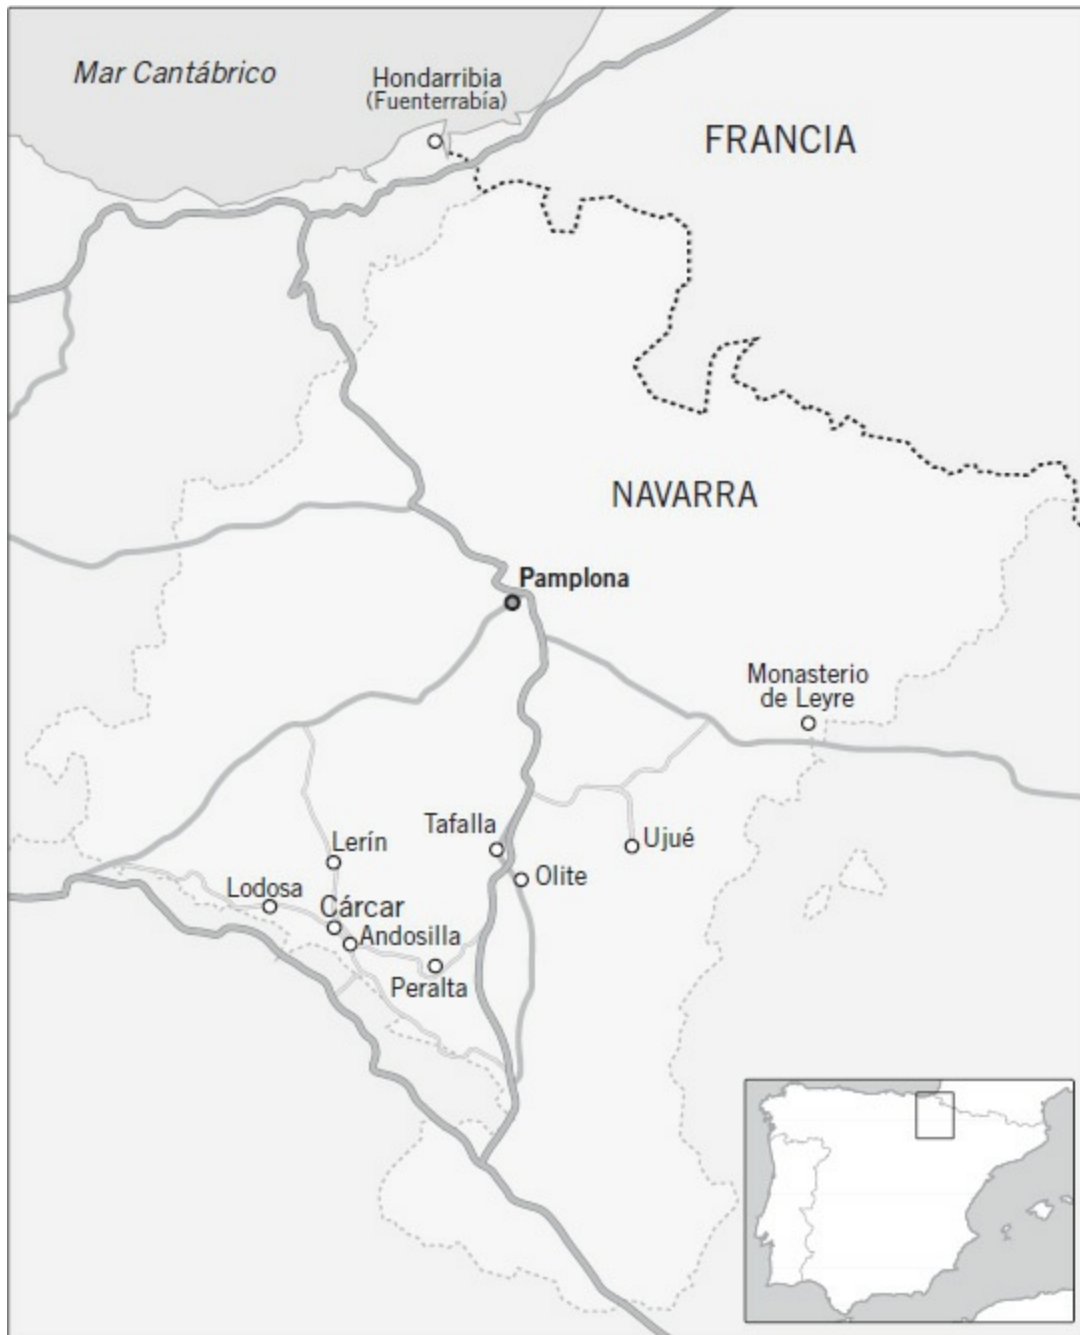 Mar Cantábrico
Hondarribia
(Fuenterrabía)
FRANCIA
NAVARRA
Pamplona
Monasterio
de Leyre
Tafalla
Ujué
Lerín
Olite
Lodosa
Cárcar
Andosilla
Peralta